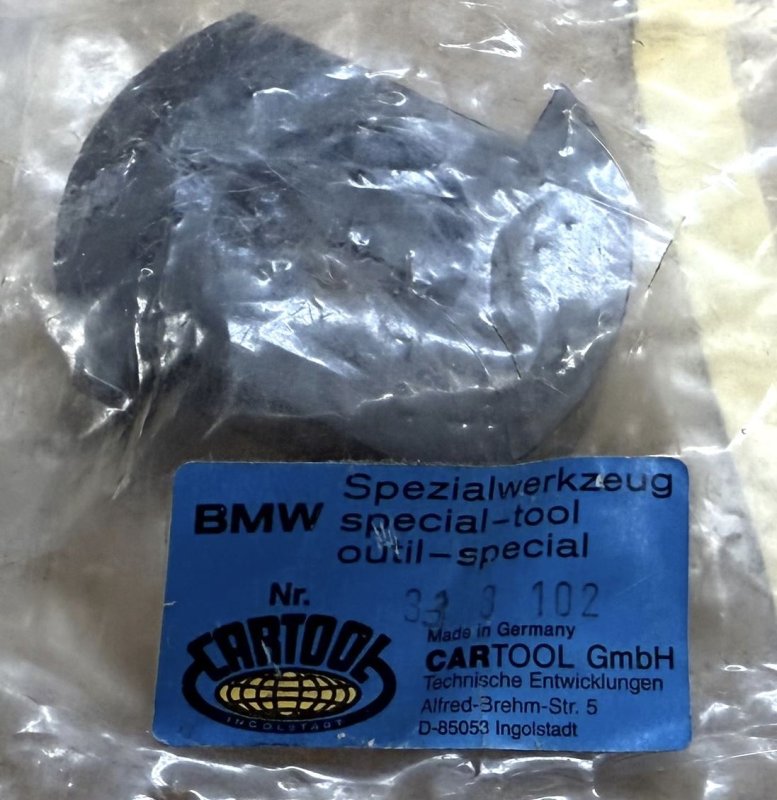 BMW
Spezialwerkzeug
special-tool
outil-special
Nr.
102
CARTOOL
INGOLSTADT
Made in Germany
CARTOOL GmbH
Technische Entwicklungen
Alfred-Brehm-Str. 5
D-85053 Ingolstadt